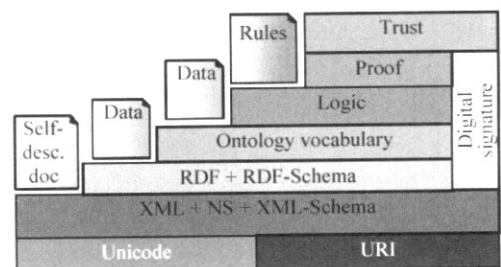 Rules
Trust
Data
Proof
Data
Logic
Self-
desc.
doc
Ontology vocabulary
Digital
signature
RDF + RDF-Schema
XML + NS + XML-Schema
Unicode
URI